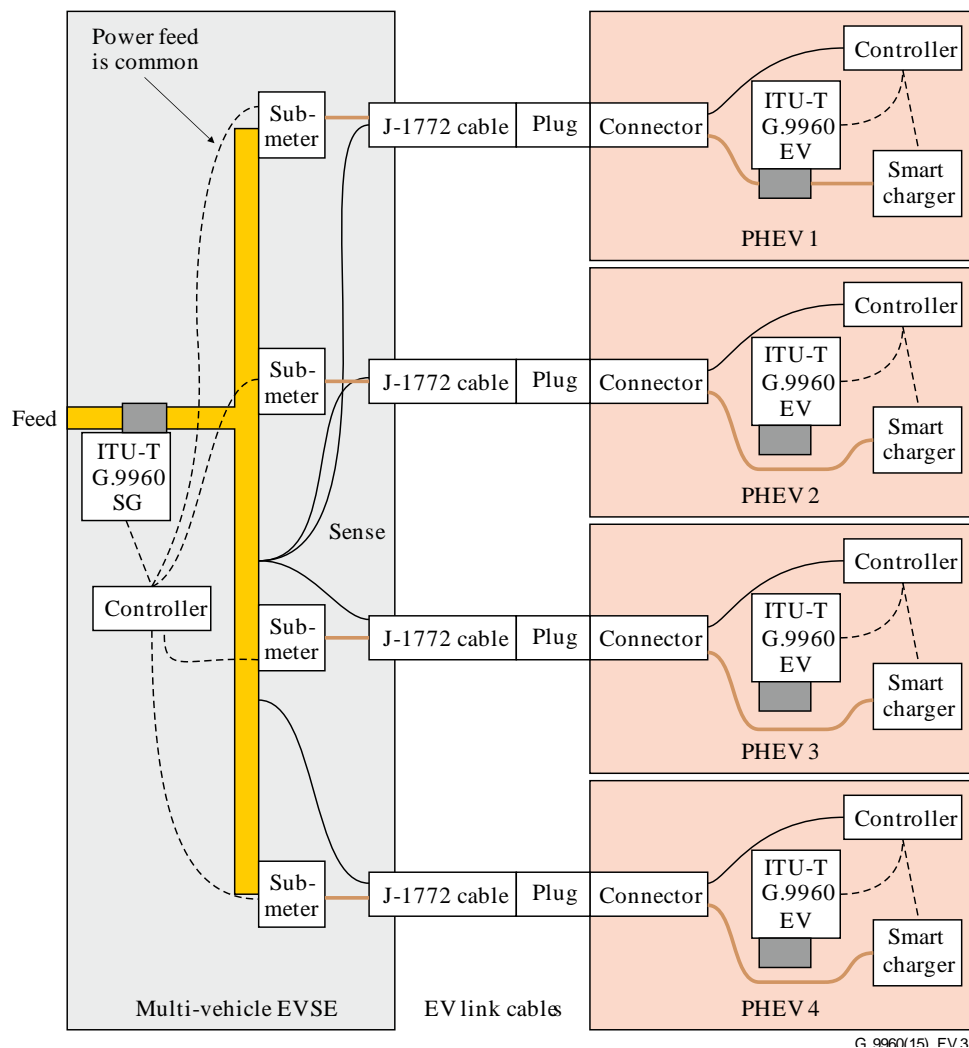 Power feed
is common
Sub-
meter
J-1772 cable
Plug
Connector
Controller
ITU-T
G.9960
EV
Smart
charger
PHEV 1
Sub-
meter
J-1772 cable
Plug
Connector
Controller
ITU-T
G.9960
EV
Smart
charger
PHEV 2
Feed
ITU-T
G.9960
SG
Sense
Controller
Sub-
meter
J-1772 cable
Plug
Connector
Controller
ITU-T
G.9960
EV
Smart
charger
PHEV 3
Sub-
meter
J-1772 cable
Plug
Connector
Controller
ITU-T
G.9960
EV
Smart
charger
PHEV 4
Multi-vehicle EVSE
EV link cables
G.9960(15)_EV.3